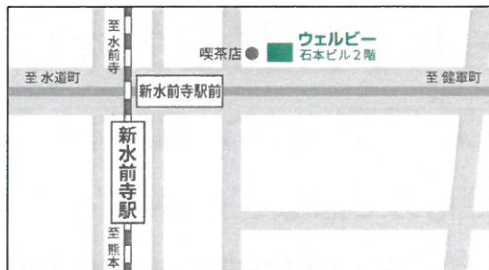 至水前寺
喫茶店
ウェルビー
石本ビル2階
至 水道町
至 健軍町
新水前寺駅前
新水前寺駅
至熊本